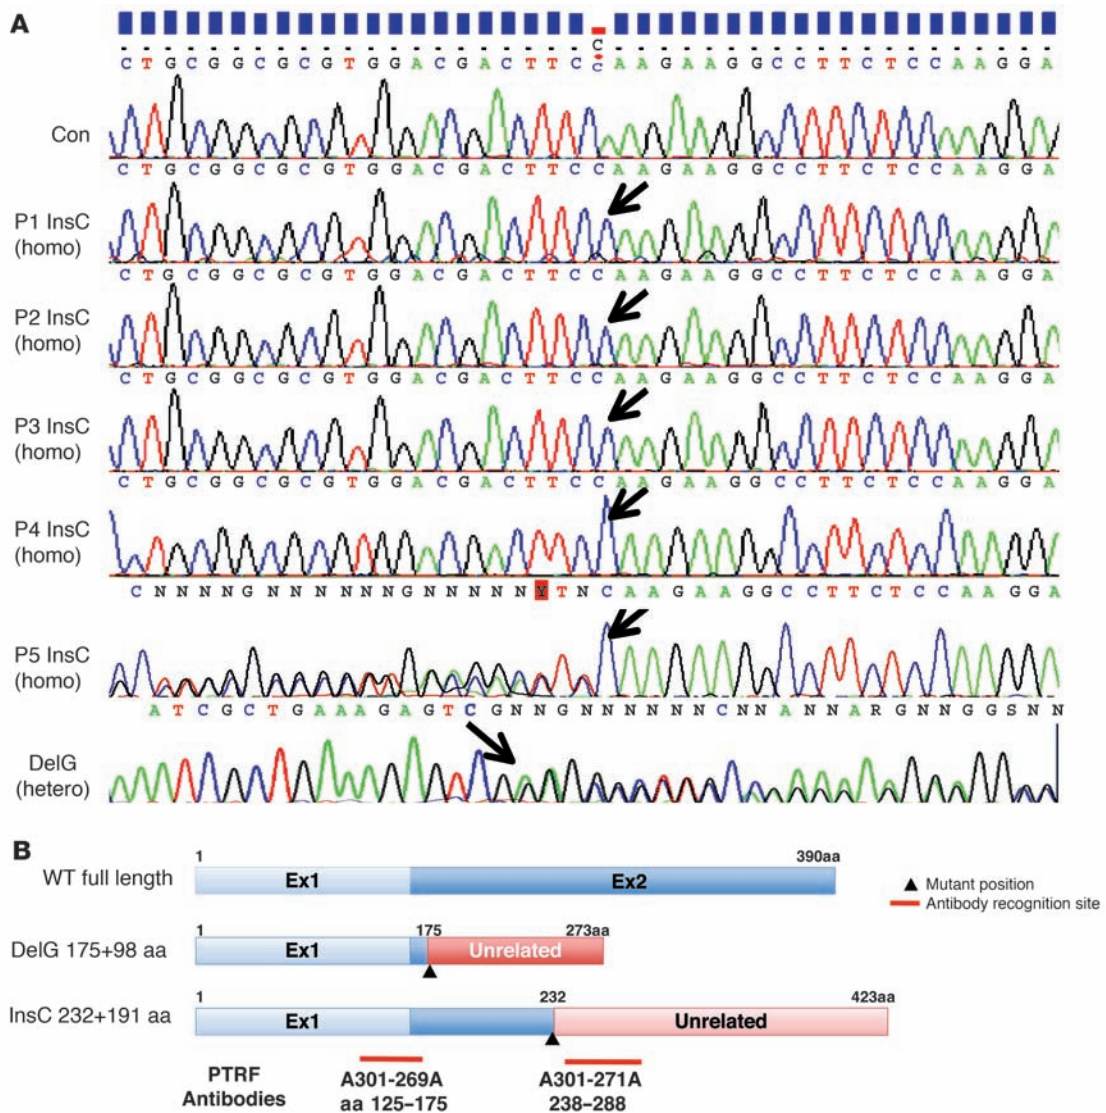 A
C
C T G C G G C G C G T G G A C G A C T T C C A A G A A G G C C T T C T C C A A G G A
Con
C T G C G G C G C G T G G A C G A C T T C C A A G A A G G C C T T C T C C A A G G A
P1 InsC
(homo)
C T G C G G C G C G T G G A C G A C T T C C A A G A A G G C C T T C T C C A A G G A
P2 InsC
(homo)
C T G C G G C G C G T G G A C G A C T T C C A A G A A G G C C T T C T C C A A G G A
P3 InsC
(homo)
C T G C G G C G C G T G G A C G A C T T C C A A G A A G G C C T T C T C C A A G G A
P4 InsC
(homo)
C N N N N G N N N N N N G N N N N N Y T N C A A G A A G G C C T T C T C C A A G G A
P5 InsC
(homo)
A T C G C T G A A A G A G T C G N N G N N N N N N C N N A N N A R G N N G G S N N
DelG
(hetero)
B
1 390aa
WT full length Ex1 Ex2
Mutant position
Antibody recognition site
1 175 273aa
DelG 175+98 aa Ex1 Unrelated
1 232 423aa
InsC 232+191 aa Ex1 Unrelated
PTRF
Antibodies
A301-269A
aa 125–175
A301-271A
238–288